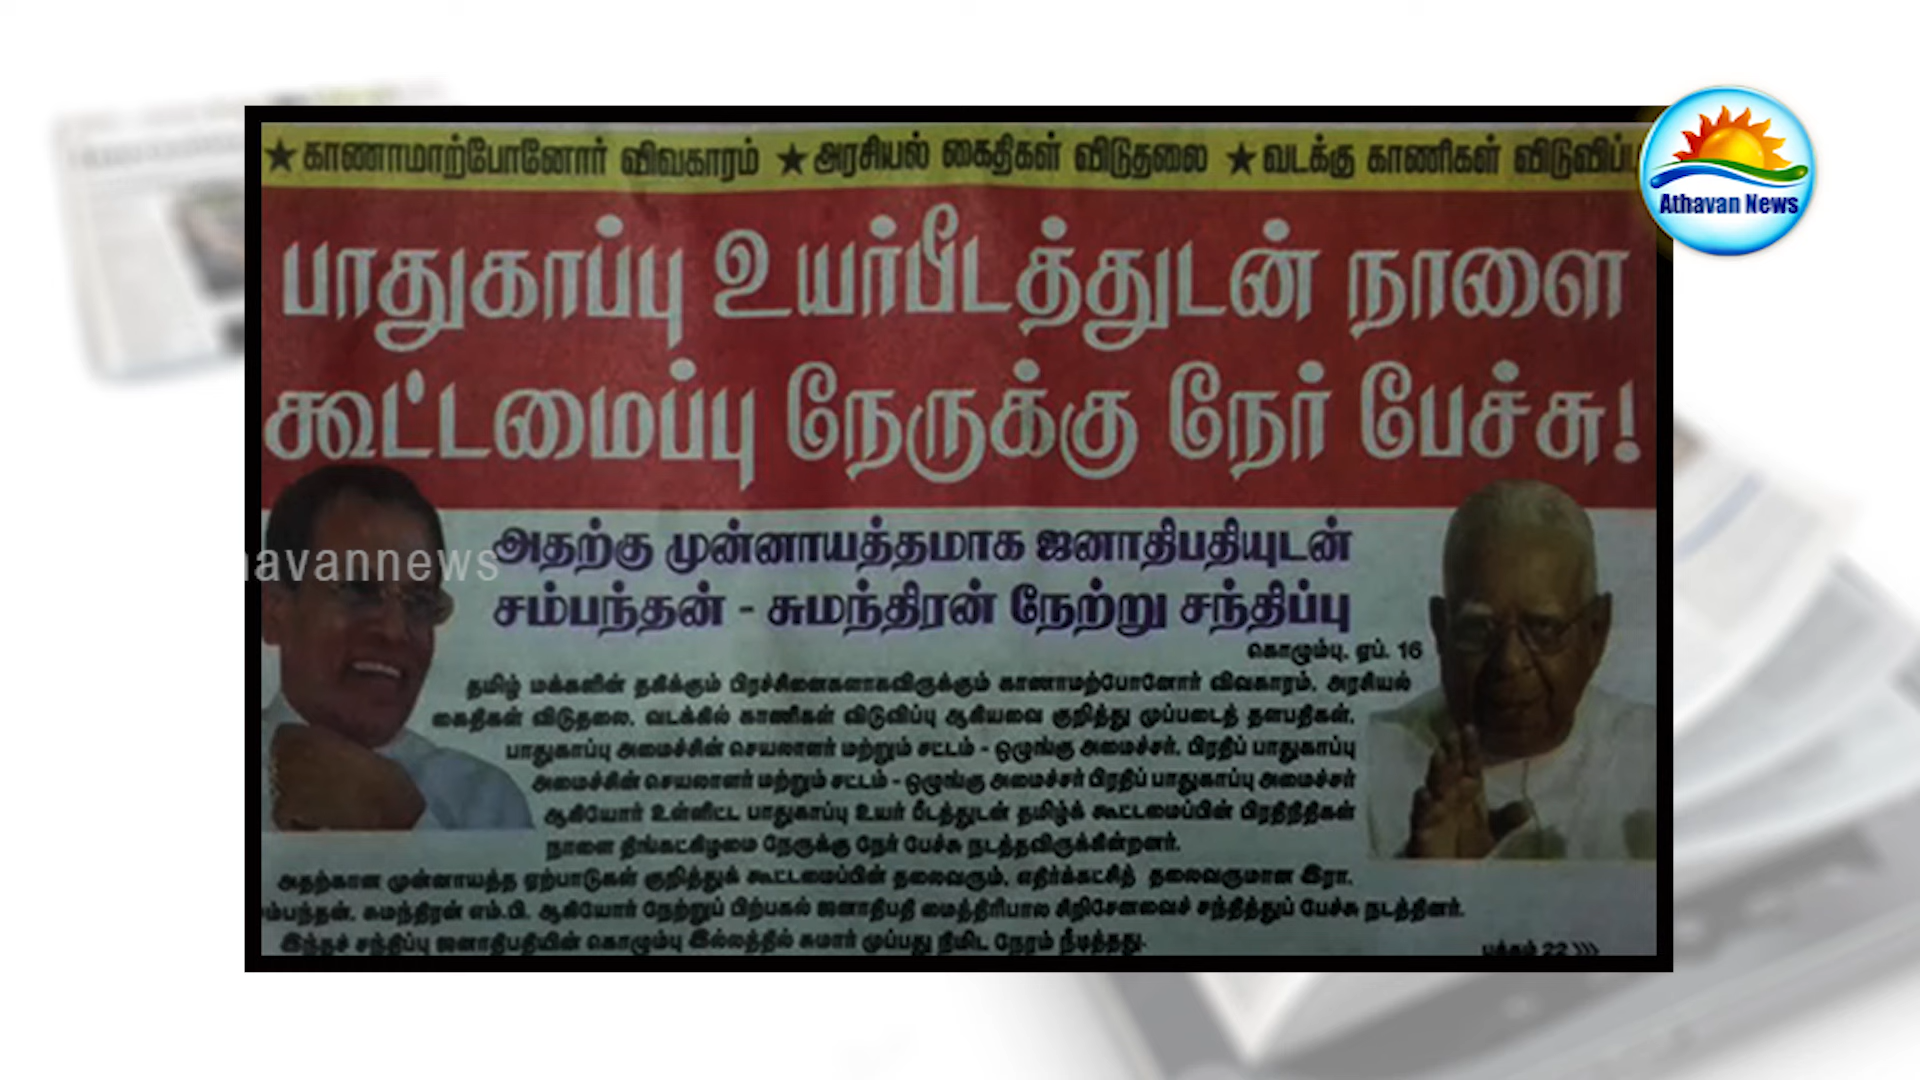 ★ காணாமாற்போனோர் விவகாரம் ★ அரசியல் கைதிகள் விடுதலை ★ வடக்கு காணிகள் விடுவிப்பு
Athavan News
பாதுகாப்பு உயர்பீடத்துடன் நாளை
கூட்டமைப்பு நேருக்கு நேர் பேச்சு!
அதற்கு முன்னாயத்தமாக ஜனாதிபதியுடன்
havannews
சம்பந்தன் - சுமந்திரன் நேற்று சந்திப்பு
கொழும்பு, ஏப். 16
தமிழ் மக்களின் தகிக்கும் பிரச்சினைகளாகவிருக்கும் காணாமற்போனோர் விவகாரம், அரசியல்
கைதிகள் விடுதலை, வடக்கில் காணிகள் விடுவிப்பு ஆகியவை குறித்து முப்படைத் தளபதிகள்,
பாதுகாப்பு அமைச்சின் செயலாளர் மற்றும் சட்டம் - ஒழுங்கு அமைச்சர், பிரதிப் பாதுகாப்பு
அமைச்சின் செயலாளர் மற்றும் சட்டம் - ஒழுங்கு அமைச்சர் பிரதிப் பாதுகாப்பு அமைச்சர்
ஆகியோர் உள்ளிட்ட பாதுகாப்பு உயர் பீடத்துடன் தமிழ்க் கூட்டமைப்பின் பிரதிநிதிகள்
நாளை திங்கட்கிழமை நேருக்கு நேர் பேச்சு நடத்தவிருக்கின்றனர்.
அதற்கான முன்னாயத்த ஏற்பாடுகள் குறித்துக் கூட்டமைப்பின் தலைவரும், எதிர்க்கட்சித் தலைவருமான இரா.
ம்பந்தன், சுமந்திரன் எம்.பி. ஆகியோர் நேற்றுப் பிற்பகல் ஜனாதிபதி மைத்திரிபால சிறிசேனவைச் சந்தித்துப் பேச்சு நடத்தினர்.
இந்தச் சந்திப்பு ஜனாதிபதியின் கொழும்பு இல்லத்தில் சுமார் முப்பது நிமிட நேரம் நீடித்தது.
பக்கம் 22 》》